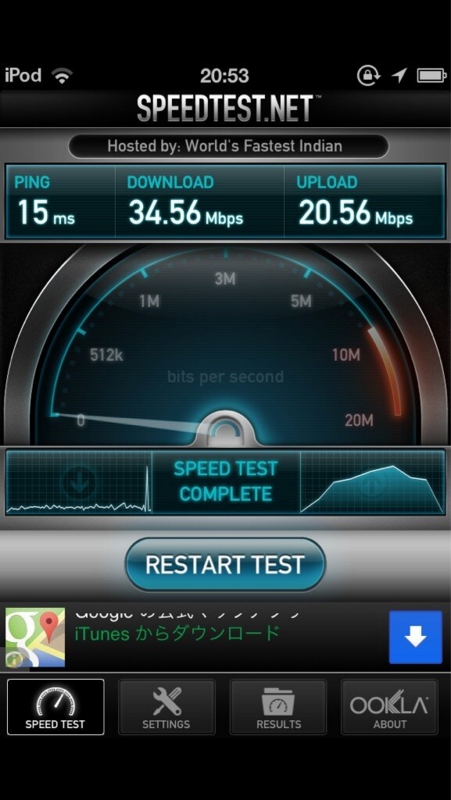 iPod
20:53
SPEEDTEST.NET™
Hosted by: World's Fastest Indian
PING DOWNLOAD UPLOAD
15 ms 34.56 Mbps 20.56 Mbps
3M
1M 5M
512k 10M
bits per second
0 20M
SPEED TEST
COMPLETE
RESTART TEST
iTunes からダウンロード
SPEED TEST SETTINGS RESULTS OOKLA
ABOUT